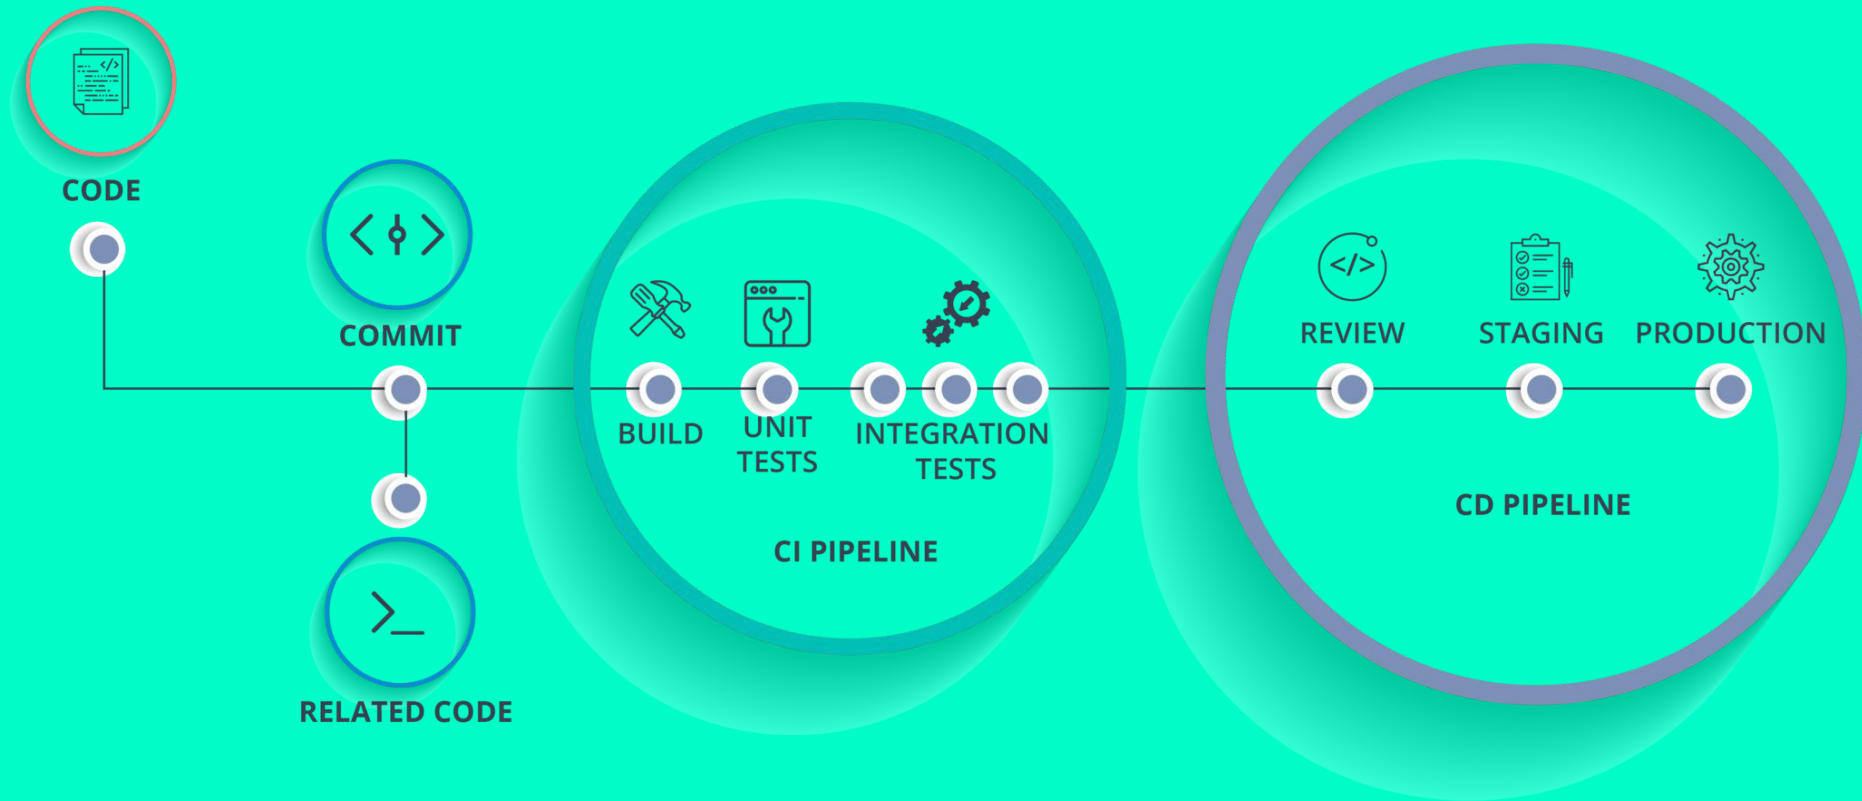 CODE
COMMIT
RELATED CODE
BUILD
UNIT
TESTS
INTEGRATION
TESTS
CI PIPELINE
REVIEW
STAGING
PRODUCTION
CD PIPELINE